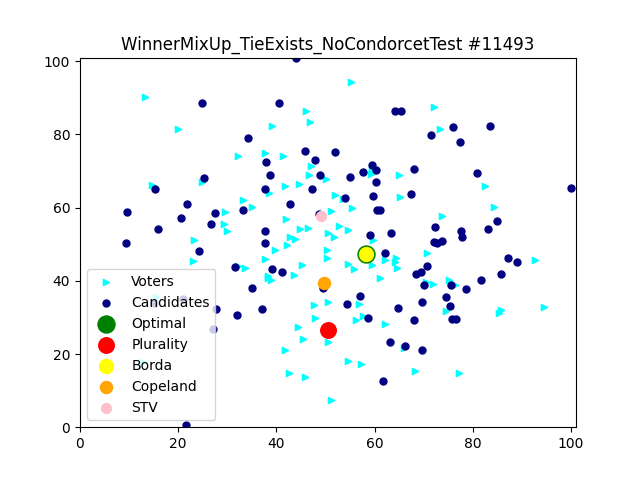 WinnerMixUp_TieExists_NoCondorcetTest #11493
100
80
60
40
20
0
Voters
Candidates
Optimal
Plurality
Borda
Copeland
STV
0 20 40 60 80 100